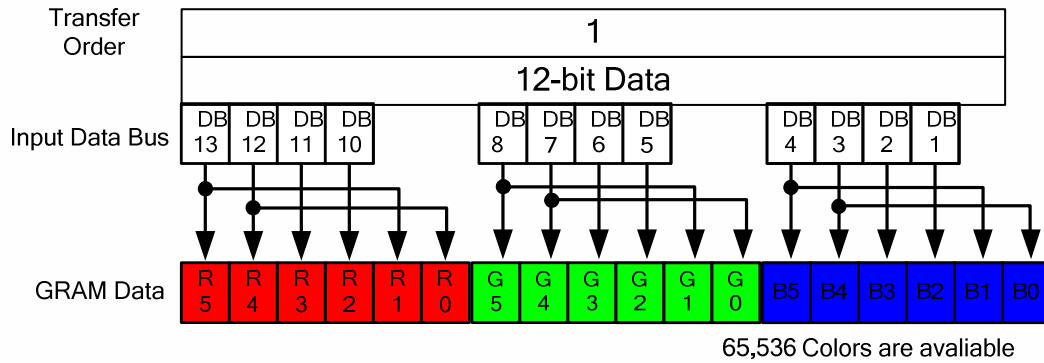 Transfer Order
1
12-bit Data
Input Data Bus
DB 13 DB 12 DB 11 DB 10 DB 8 DB 7 DB 6 DB 5 DB 4 DB 3 DB 2 DB 1
GRAM Data
R 5 R 4 R 3 R 2 R 1 R 0 G 5 G 4 G 3 G 2 G 1 G 0 B5 B4 B3 B2 B1 B0
65,536 Colors are avaliable